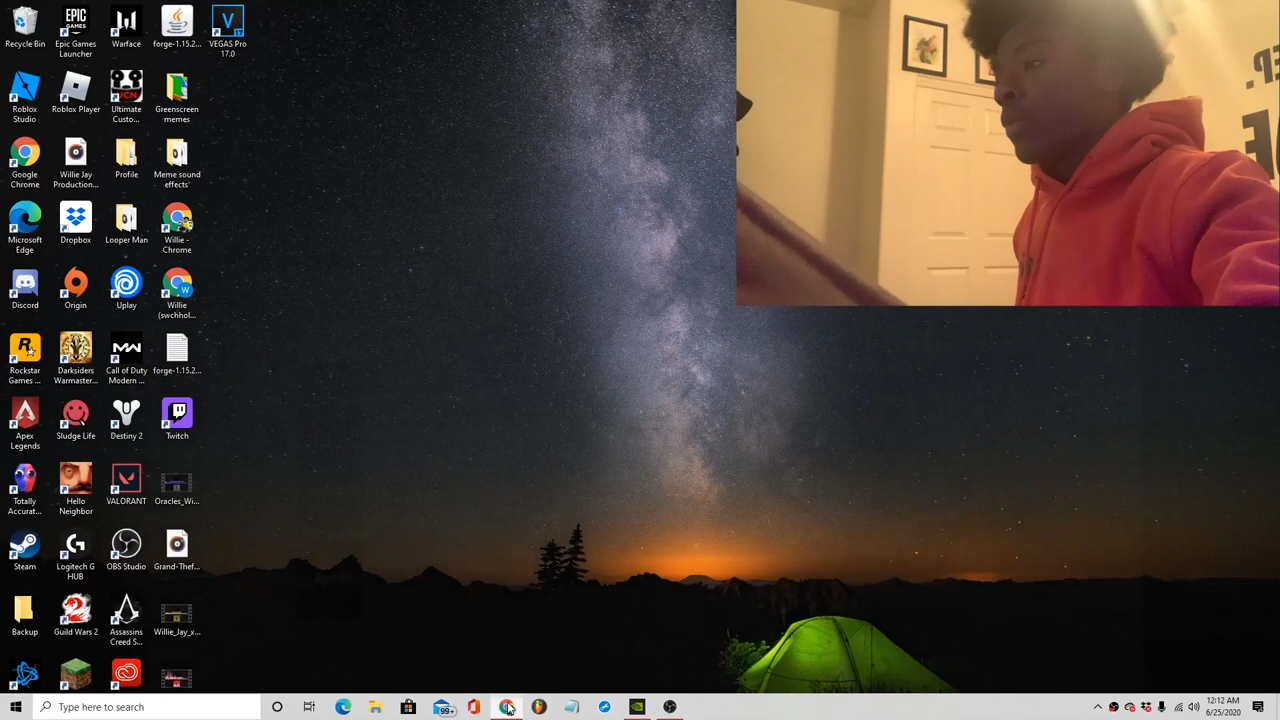 Recycle Bin
EPIC GAMES
Epic Games Launcher
Warface
forge-1.15.2...
VEGAS Pro 17.0
Roblox Studio
Roblox Player
UCN
Ultimate Custo...
Greenscreen memes
Google Chrome
Willie Jay Production...
Profile
Meme sound effects'
Microsoft Edge
Dropbox
Looper Man
Willie - Chrome
Discord
Origin
Uplay
W
Willie (swchhol...
Rockstar Games ...
Darksiders Warmaster...
Call of Duty Modern ...
forge-1.15.2...
Apex Legends
Sludge Life
Destiny 2
Twitch
Totally Accurat...
Hello Neighbor
VALORANT
Oracles_Wi...
Steam
Logitech G HUB
OBS Studio
Grand-Thef...
Backup
Guild Wars 2
Assassins Creed S...
Willie_Jay_x...
Type here to search
99+
12:12 AM
6/25/2020